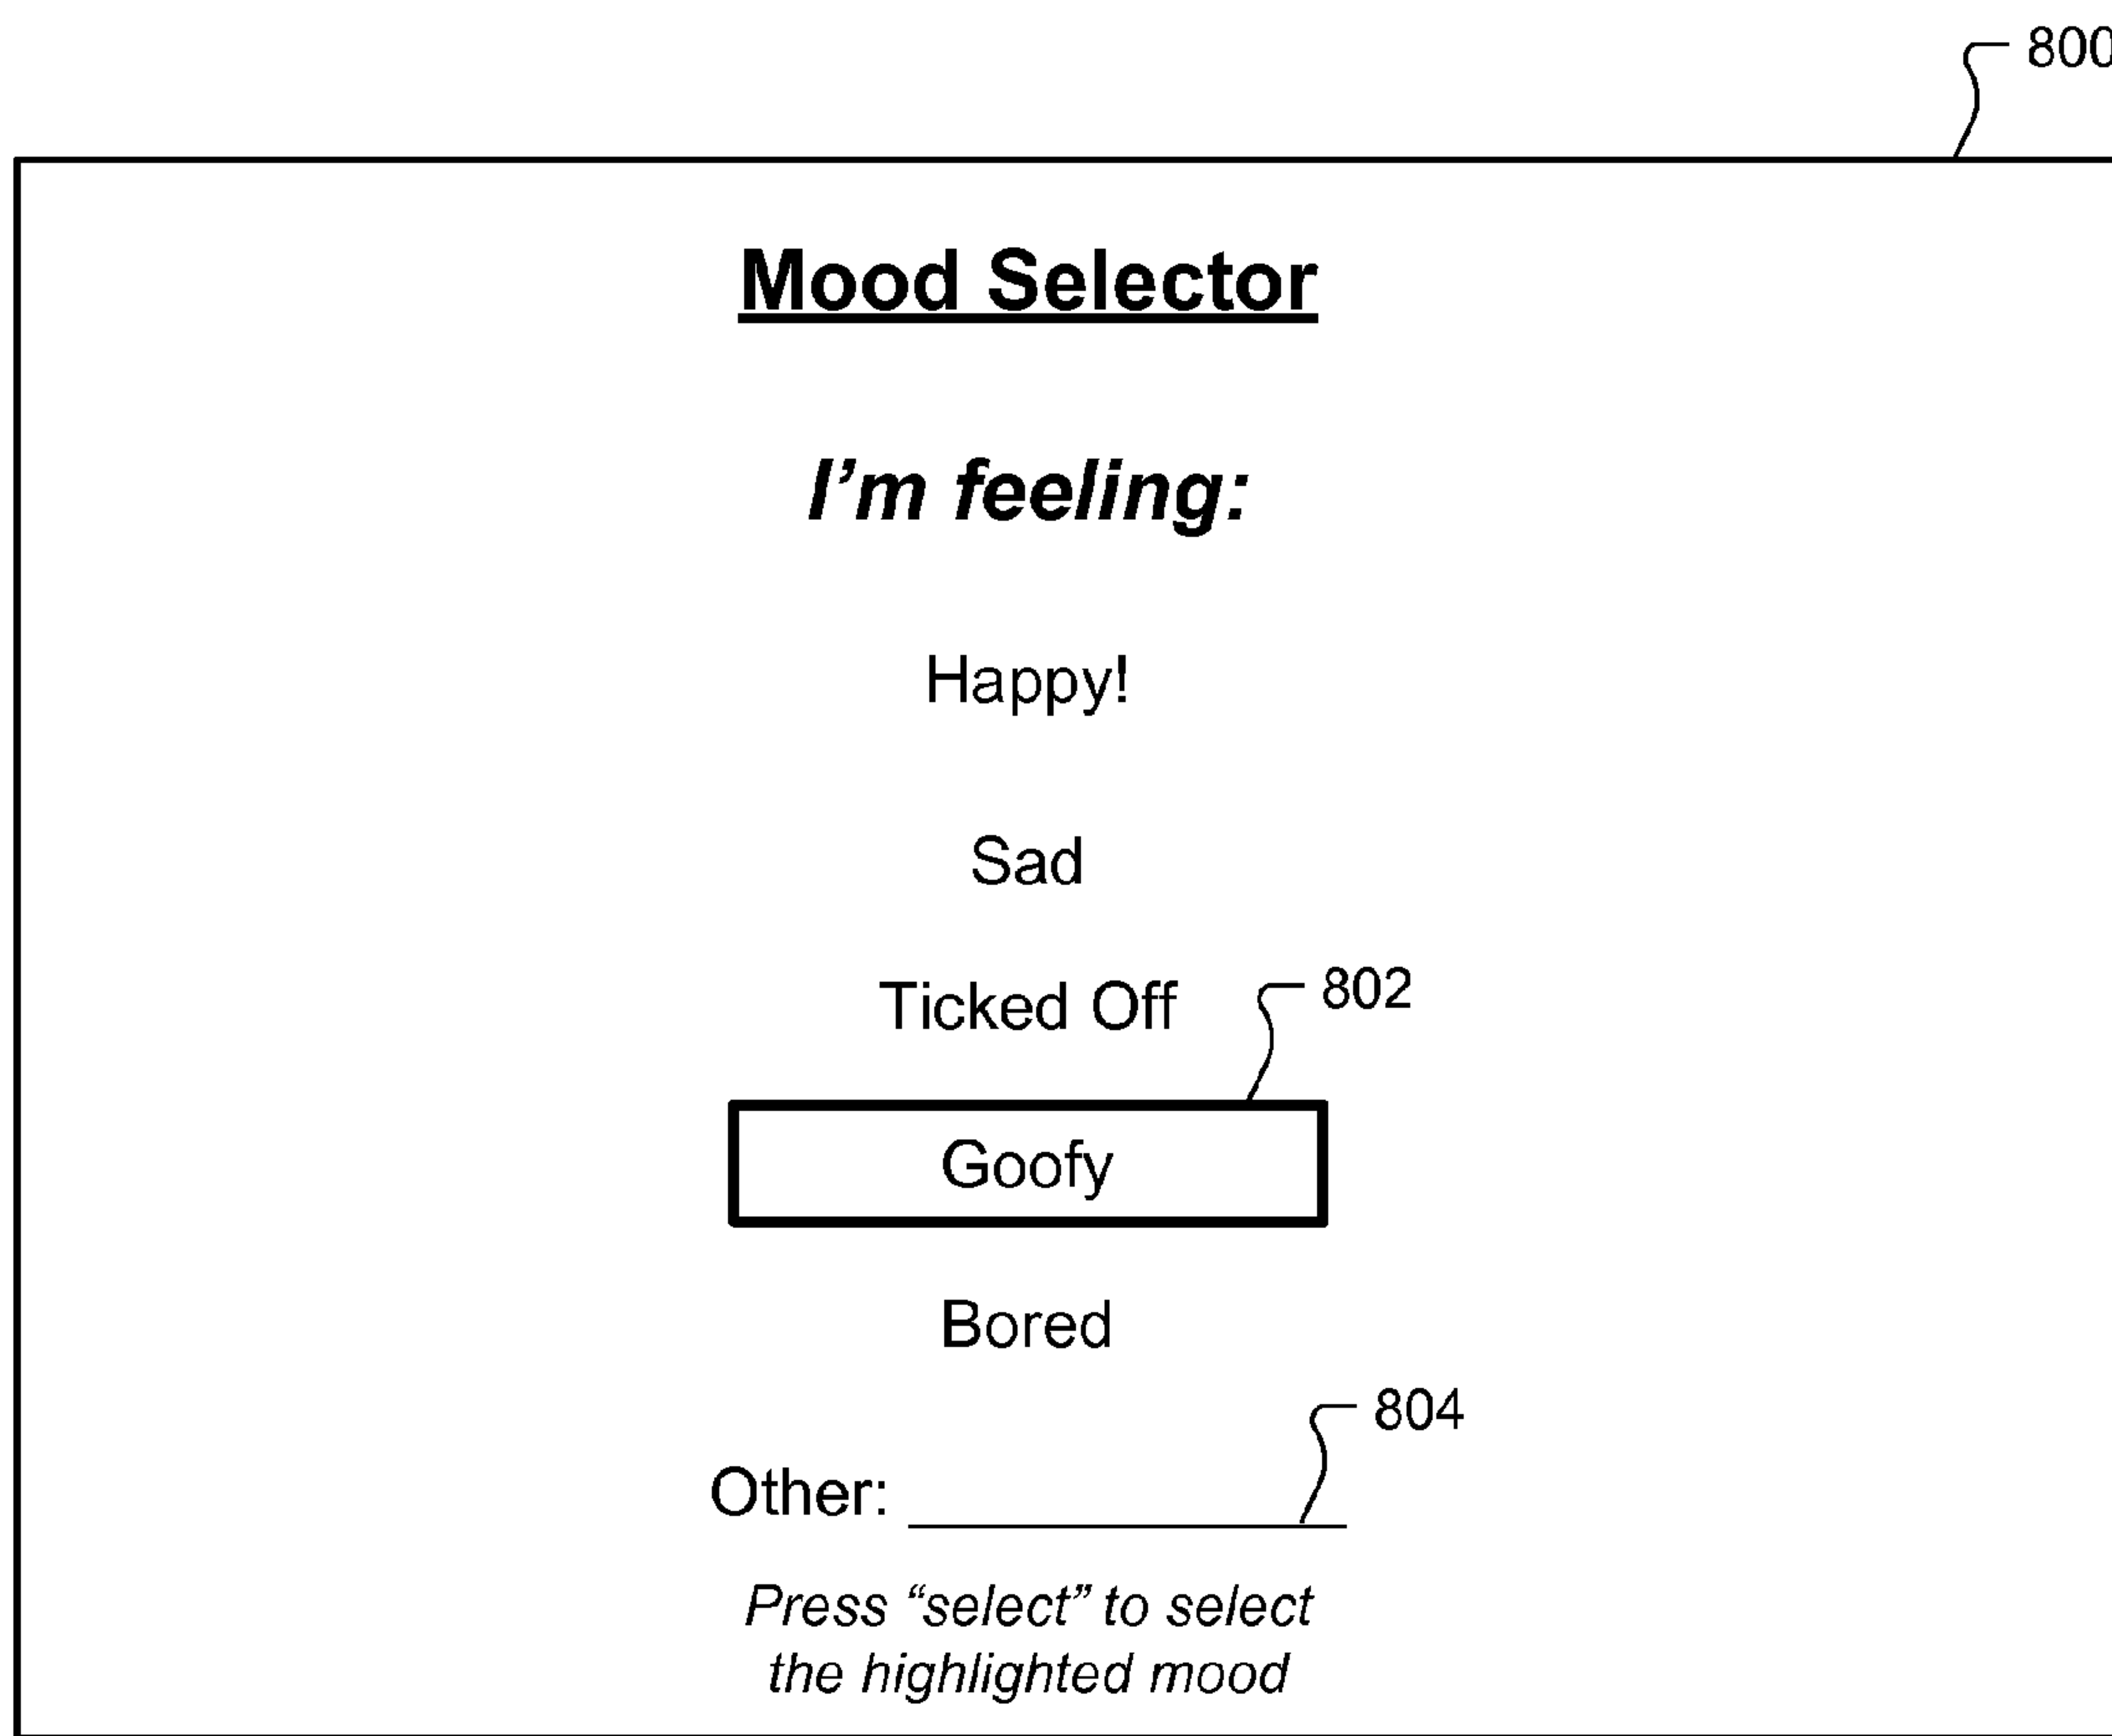 800
Mood Selector
I'm feeling:
Happy!
Sad
Ticked Off
802
Goofy
Bored
804
Other:
Press “select” to select
the highlighted mood